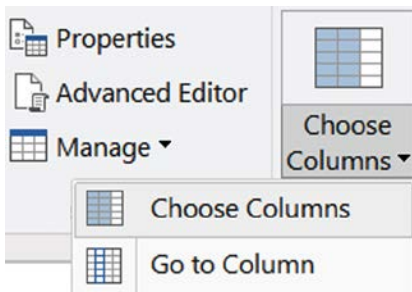 Properties
Advanced Editor
Manage
Choose
Columns
Choose Columns
Go to Column